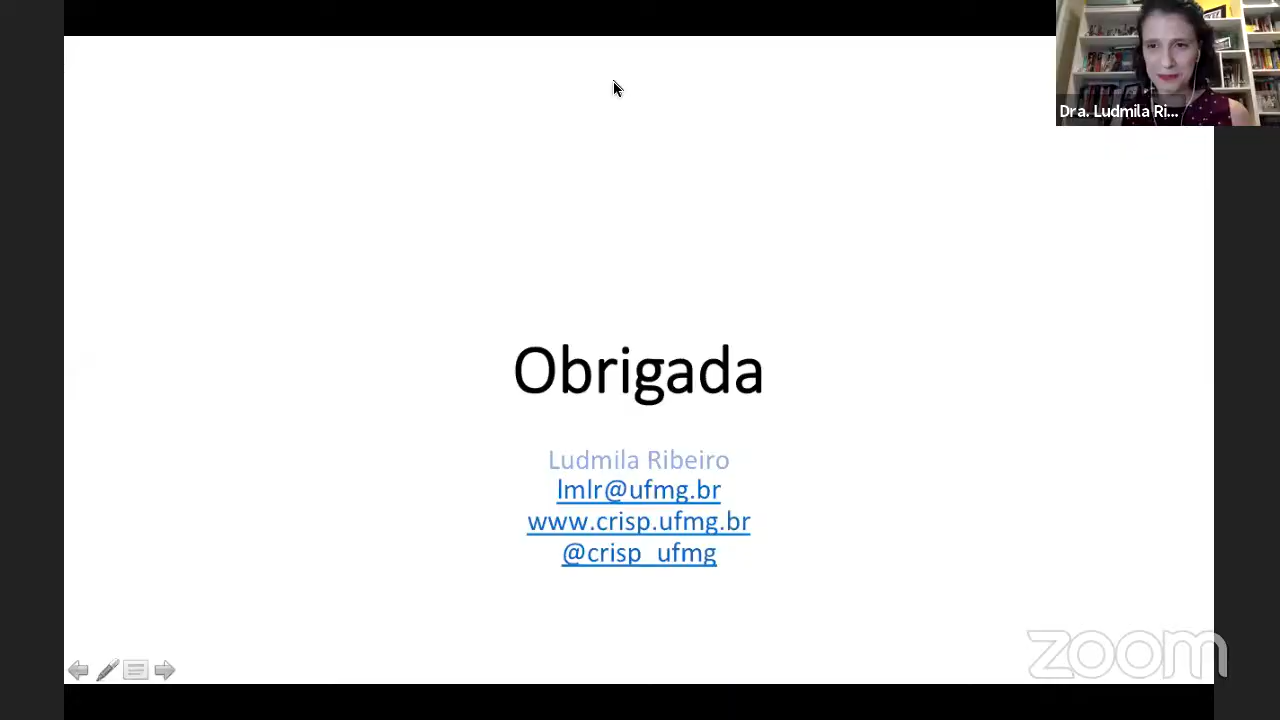 Dra. Ludmila Ri...
Obrigada
Ludmila Ribeiro
lmlr@ufmg.br
www.crisp.ufmg.br
@crisp_ufmg
zoom